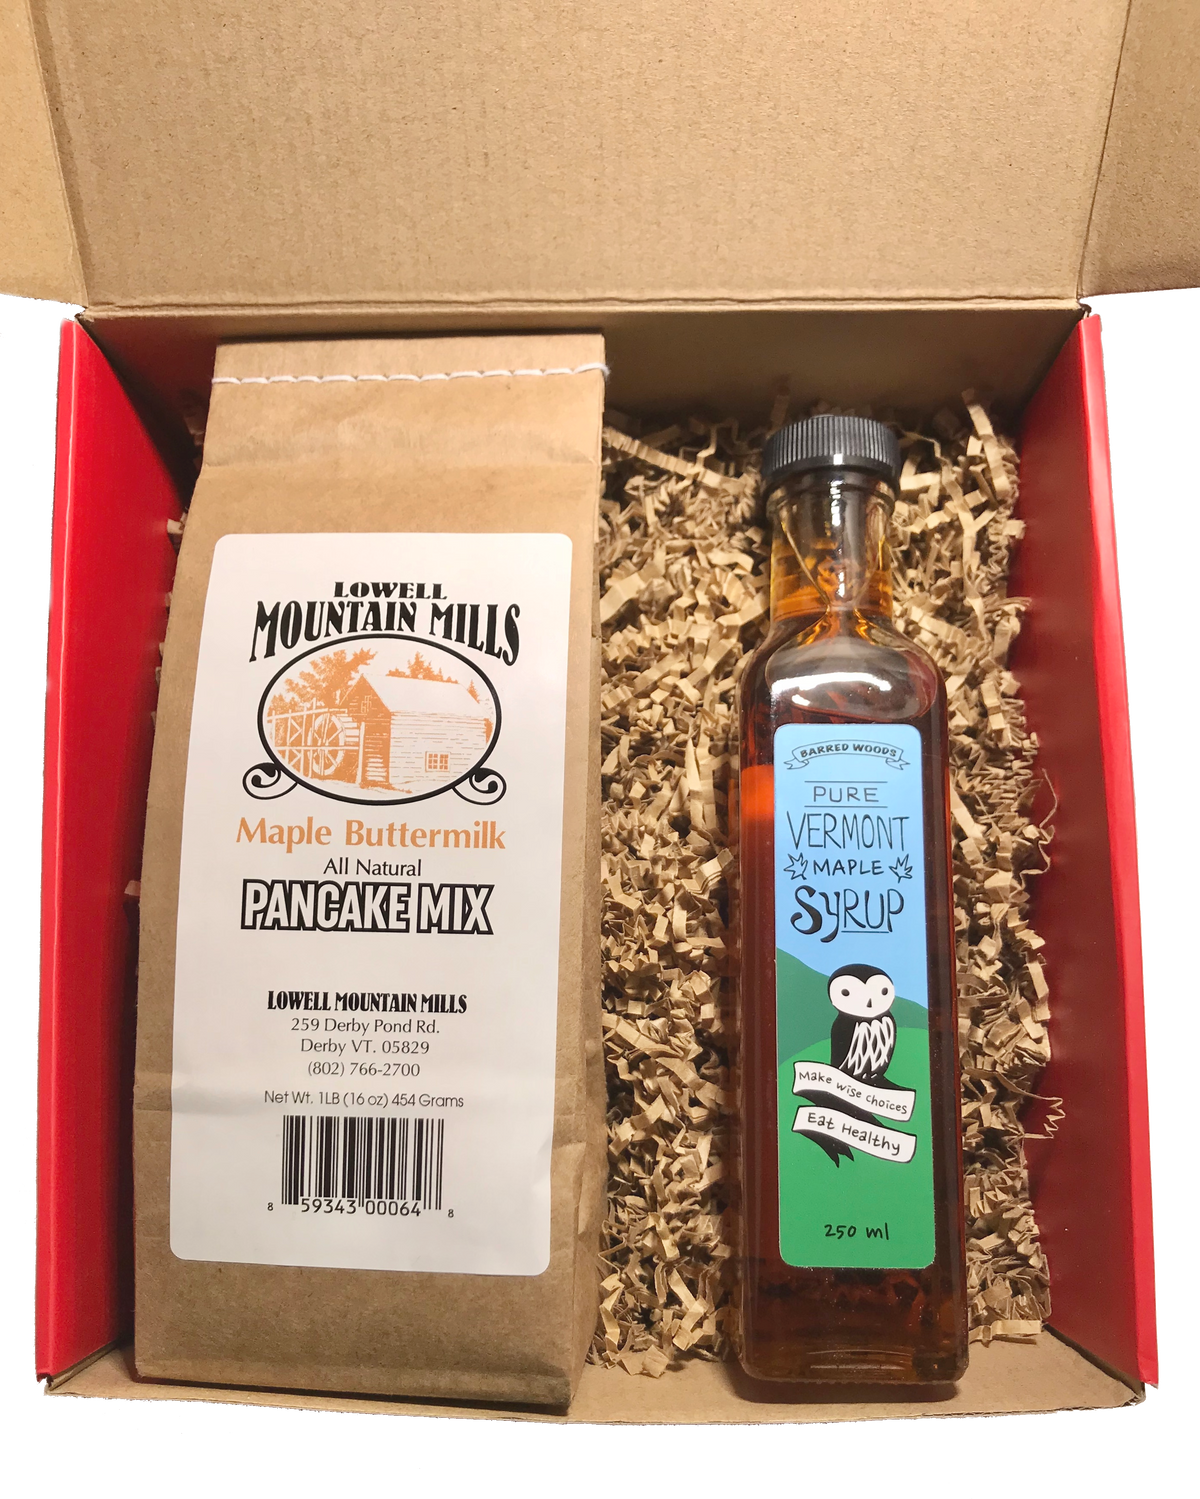 LOWELL
MOUNTAIN MILLS
Maple Buttermilk
All Natural
PANCAKE MIX
LOWELL MOUNTAIN MILLS
259 Derby Pond Rd.
Derby VT. 05829
(802) 766-2700
Net Wt. 1LB (16 oz) 454 Grams
8 59343 00064 8
BARRED WOODS
PURE
VERMONT
MAPLE
SYRUP
Make wise choices
Eat Healthy
250 ml